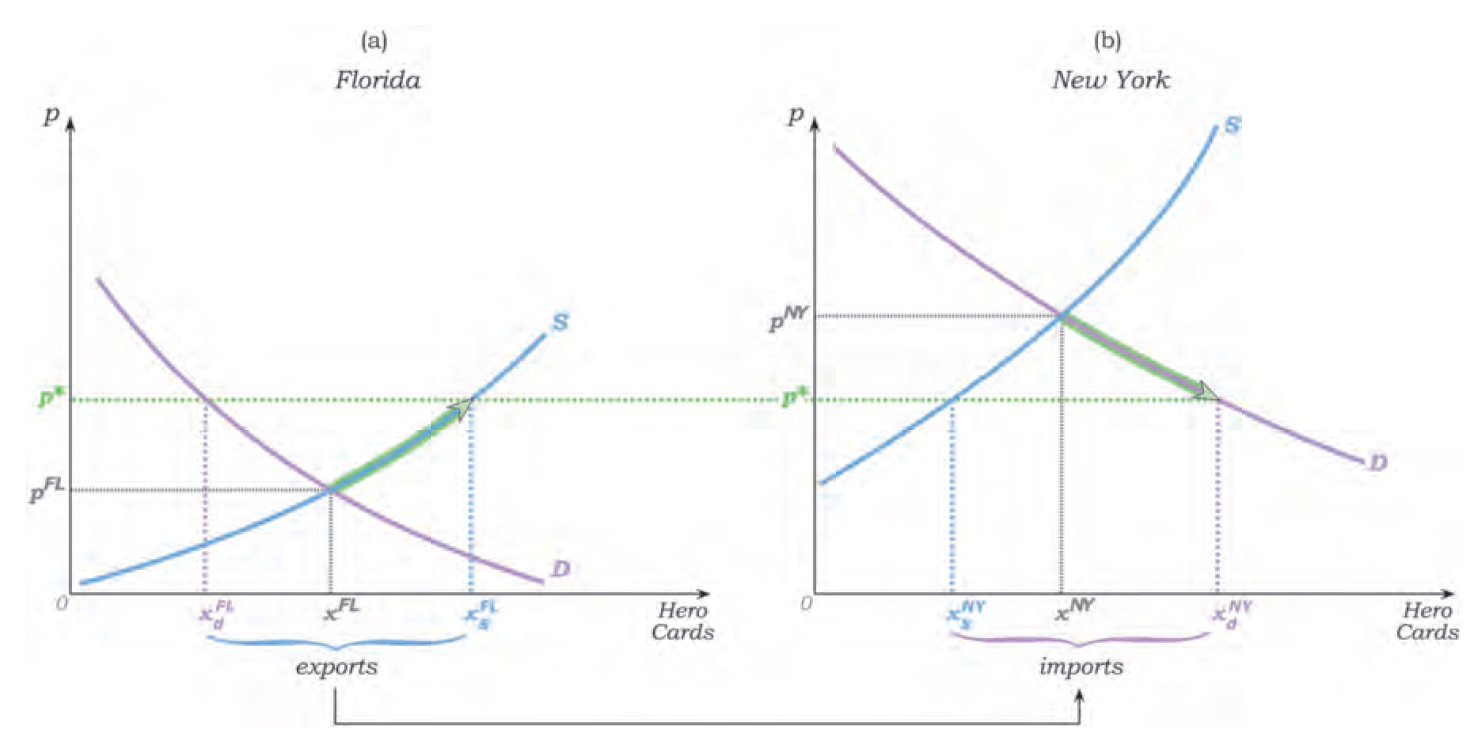 (a)
Florida
p
S
p*
p^FL
D
0
x_d^FL
x^FL
x_s^FL
Hero
Cards
exports
(b)
New York
p
S
p^NY
p*
D
0
x_s^NY
x^NY
x_d^NY
Hero
Cards
imports